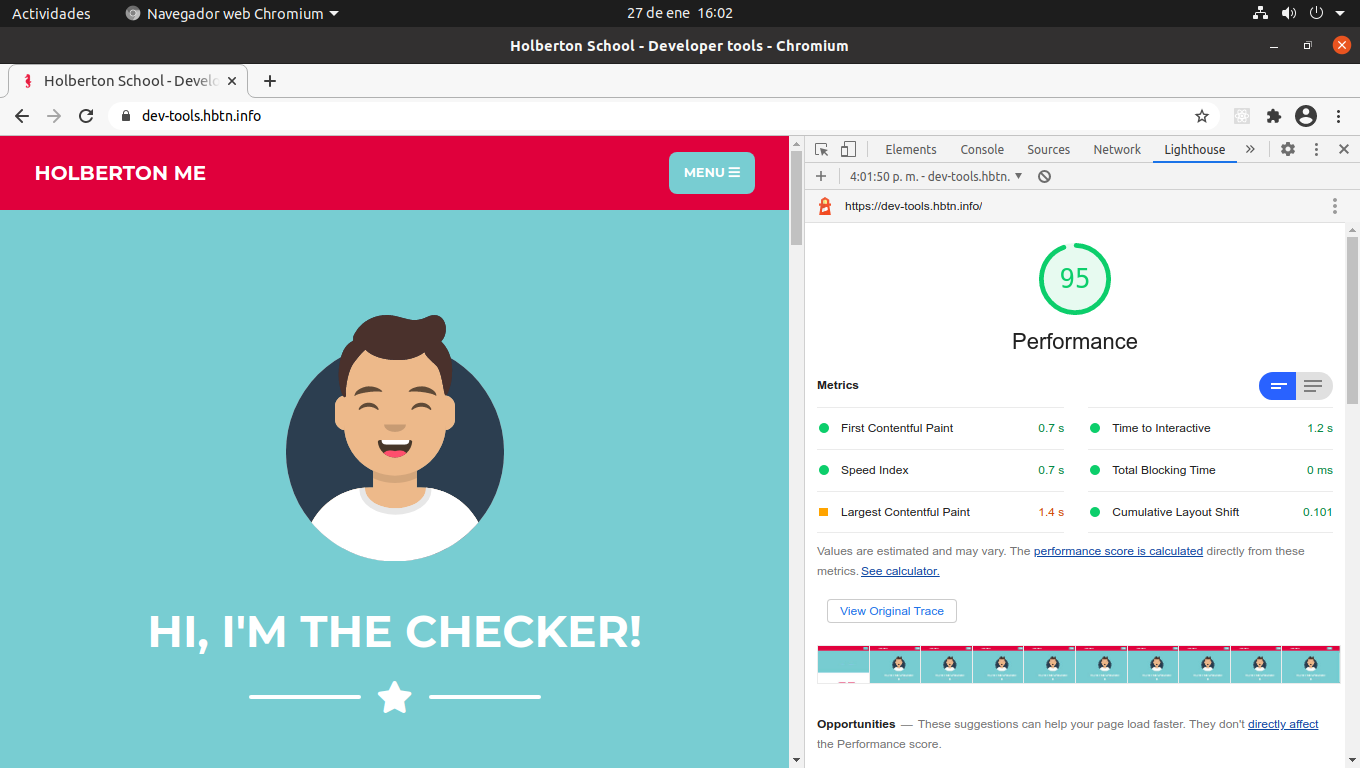 Actividades
Navegador web Chromium
27 de ene 16:02
Holberton School - Developer tools - Chromium
Holberton School - Develo
dev-tools.hbtn.info
HOLBERTON ME
MENU
HI, I'M THE CHECKER!
Elements Console Sources Network Lighthouse
4:01:50 p. m. - dev-tools.hbtn.
https://dev-tools.hbtn.info/
95
Performance
Metrics
First Contentful Paint 0.7 s
Time to Interactive 1.2 s
Speed Index 0.7 s
Total Blocking Time 0 ms
Largest Contentful Paint 1.4 s
Cumulative Layout Shift 0.101
Values are estimated and may vary. The performance score is calculated directly from these
metrics. See calculator.
View Original Trace
Opportunities — These suggestions can help your page load faster. They don't directly affect
the Performance score.